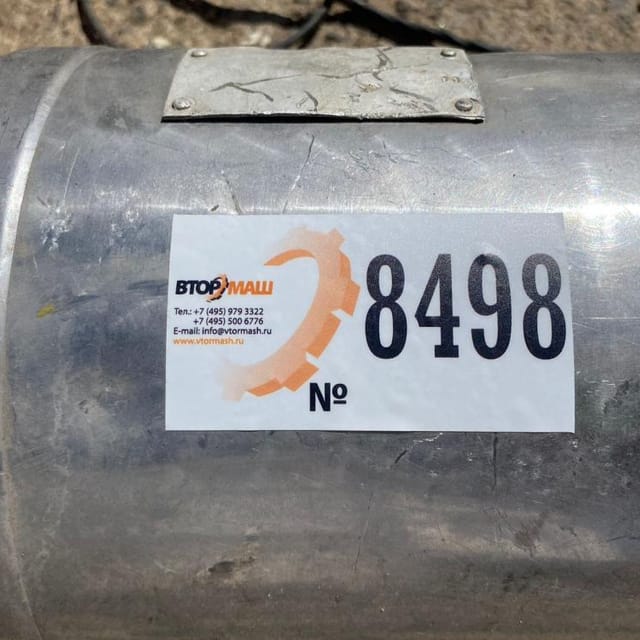 ВТОРМАШ
Тел.: +7 (495) 979 3322
+7 (495) 500 6776
E-mail: info@vtormash.ru
www.vtormash.ru
№ 8498